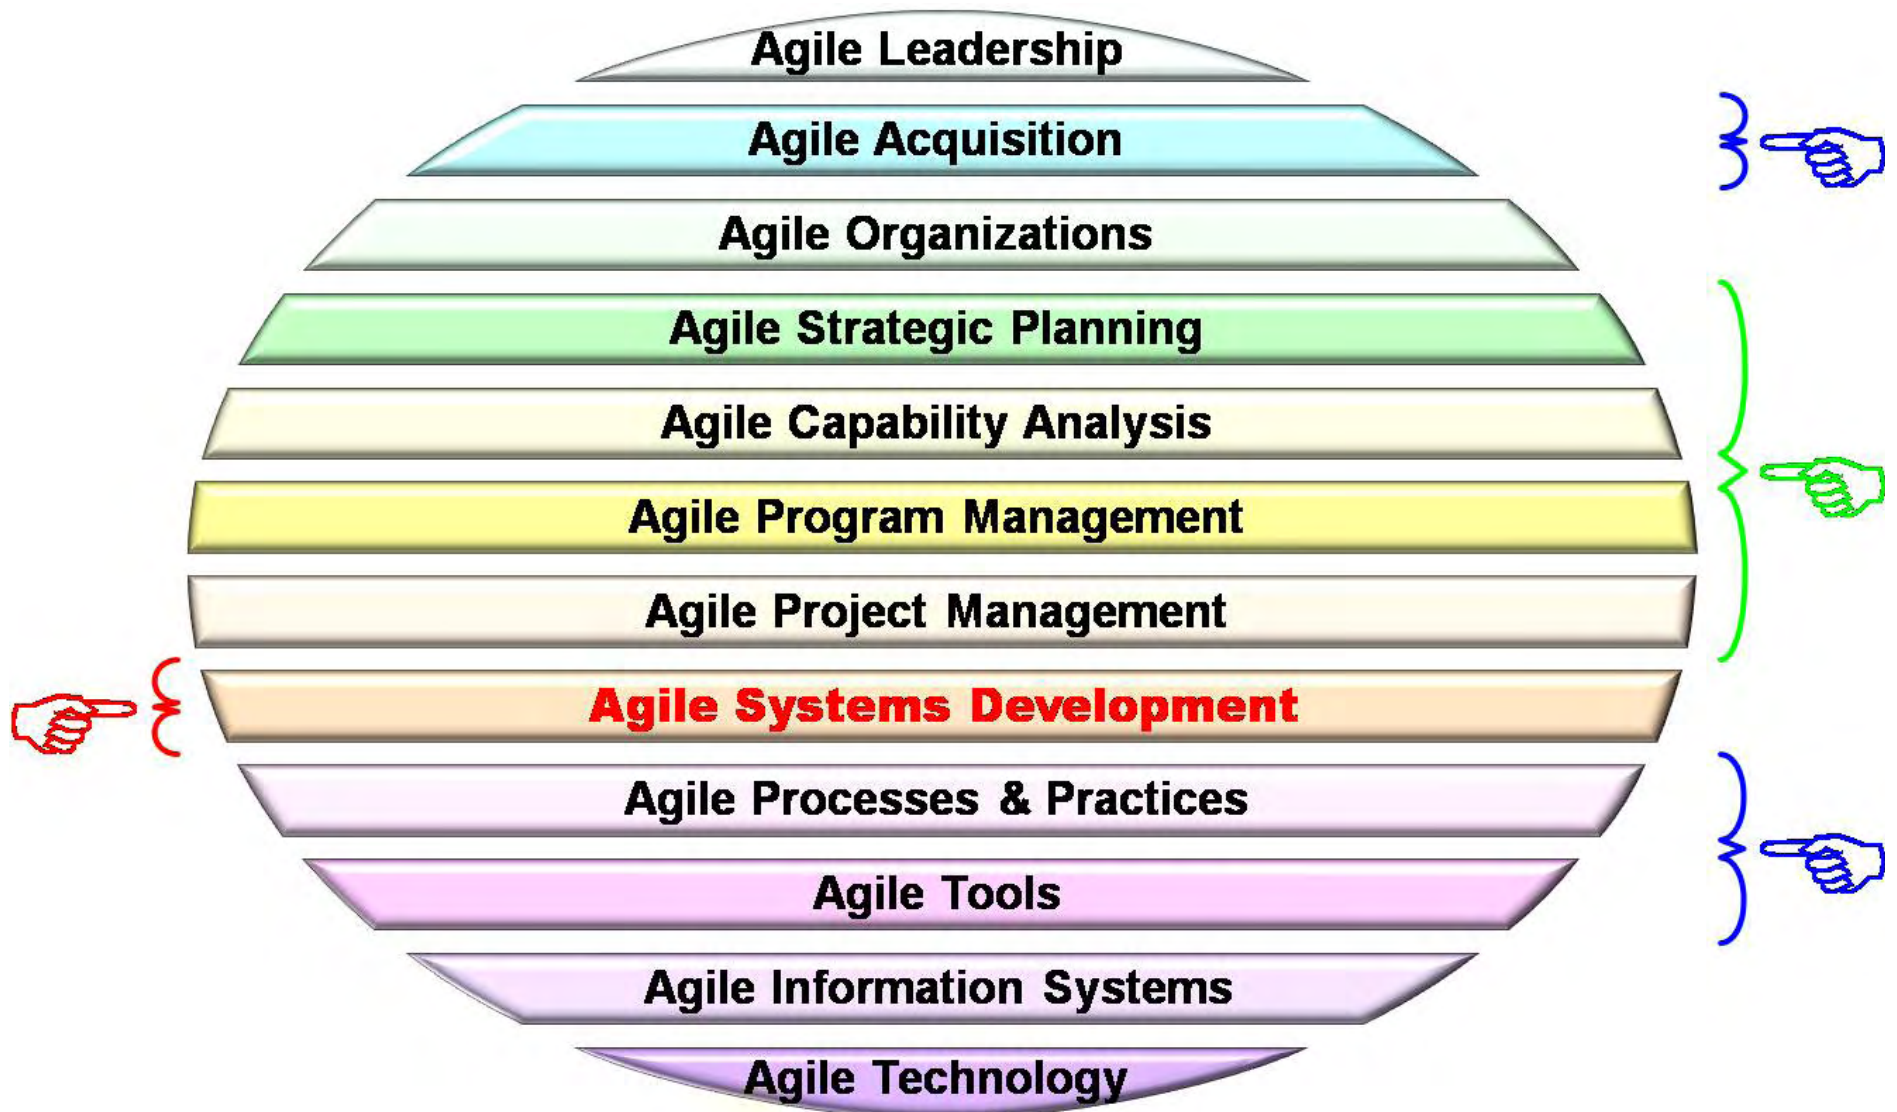 Agile Leadership
Agile Acquisition
Agile Organizations
Agile Strategic Planning
Agile Capability Analysis
Agile Program Management
Agile Project Management
Agile Systems Development
Agile Processes & Practices
Agile Tools
Agile Information Systems
Agile Technology